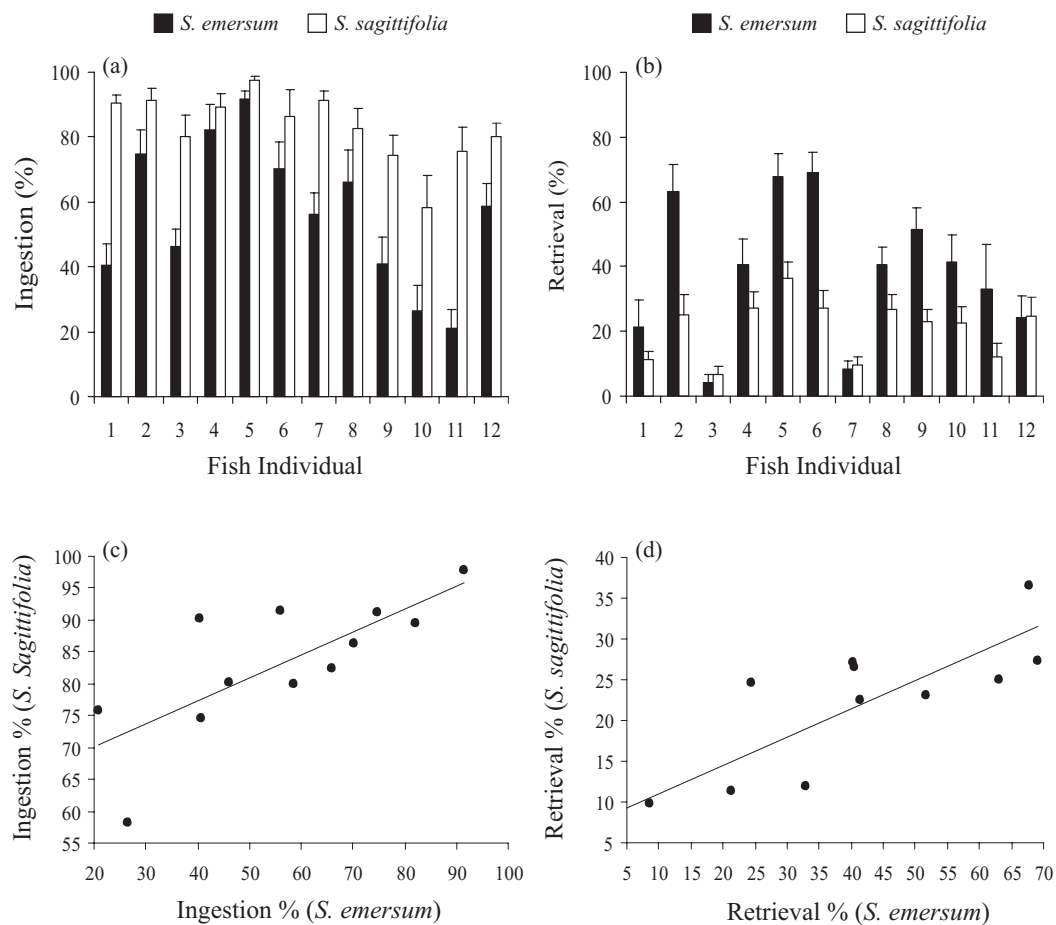 S. emersum S. sagittifolia
(a)
Ingestion (%)
100
80
60
40
20
0
1 2 3 4 5 6 7 8 9 10 11 12
Fish Individual
S. emersum S. sagittifolia
(b)
Retrieval (%)
100
80
60
40
20
0
1 2 3 4 5 6 7 8 9 10 11 12
Fish Individual
(c)
Ingestion % (S. Sagittifolia)
100
95
90
85
80
75
70
65
60
55
20 30 40 50 60 70 80 90 100
Ingestion % (S. emersum)
(d)
Retrieval % (S. sagittifolia)
40
35
30
25
20
15
10
5
5 10 15 20 25 30 35 40 45 50 55 60 65 70
Retrieval % (S. emersum)